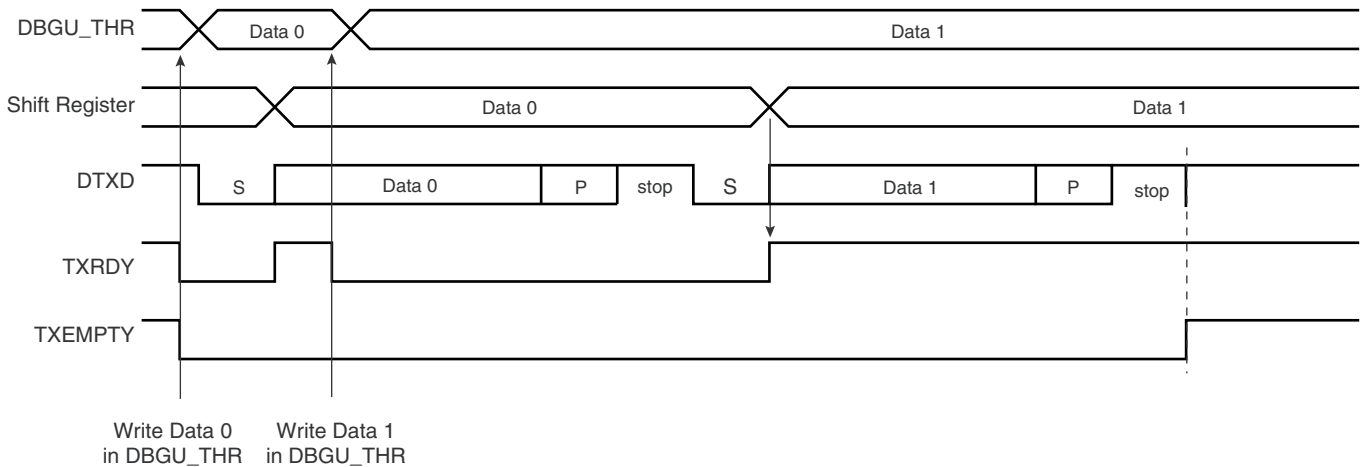 DBGU_THR Data 0 Data 1
Shift Register Data 0 Data 1
DTXD S Data 0 P stop S Data 1 P stop
TXRDY
TXEMPTY
Write Data 0
in DBGU_THR
Write Data 1
in DBGU_THR